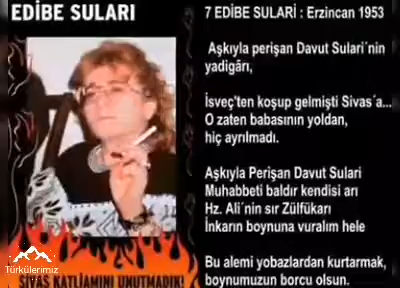 EDİBE SULARI
7 EDİBE SULARİ : Erzincan 1953
Aşkıyla perişan Davut Sulari´nin
yadigârı,
İsveç'ten koşup gelmişti Sivas´a...
O zaten babasının yoldan,
hiç ayrılmadı.
Aşkıyla Perişan Davut Sulari
Muhabbeti baldır kendisi arı
Hz. Ali´nin sır Zülfükarı
İnkarın boynuna vuralım hele
Bu alemi yobazlardan kurtarmak,
boynumuzun borcu olsun.
SİVAS KATLİAMINI UNUTMADIK!
Türkülerimiz